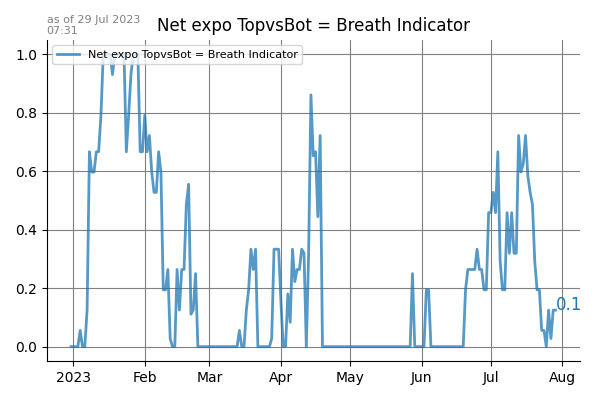 as of 29 Jul 2023
07:31
Net expo TopvsBot = Breath Indicator
Net expo TopvsBot = Breath Indicator
1.0
0.8
0.6
0.4
0.2
0.0
0.1
2023 Feb Mar Apr May Jun Jul Aug